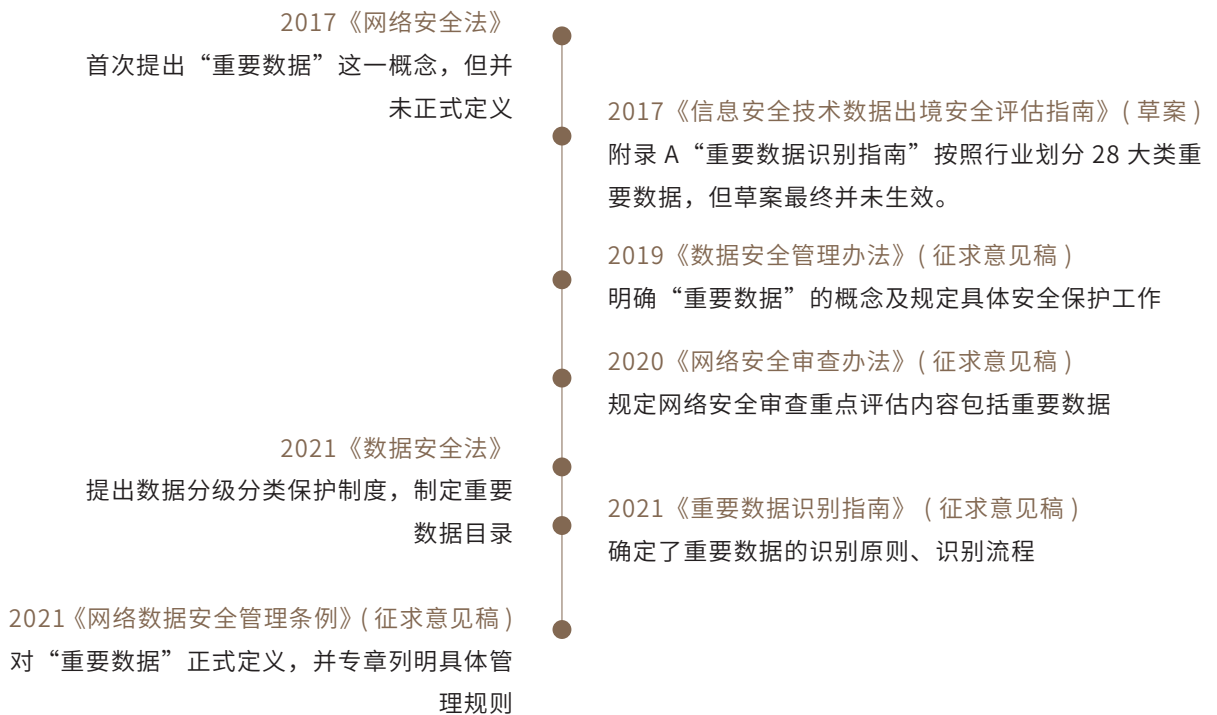 2017《网络安全法》
首次提出“重要数据”这一概念，但并
未正式定义
2017《信息安全技术数据出境安全评估指南》( 草案 )
附录 A“重要数据识别指南”按照行业划分 28 大类重
要数据，但草案最终并未生效。
2019《数据安全管理办法》( 征求意见稿 )
明确“重要数据”的概念及规定具体安全保护工作
2020《网络安全审查办法》( 征求意见稿 )
规定网络安全审查重点评估内容包括重要数据
2021《数据安全法》
提出数据分级分类保护制度，制定重要
数据目录
2021《重要数据识别指南》 ( 征求意见稿 )
确定了重要数据的识别原则、识别流程
2021《网络数据安全管理条例》( 征求意见稿 )
对“重要数据”正式定义，并专章列明具体管
理规则